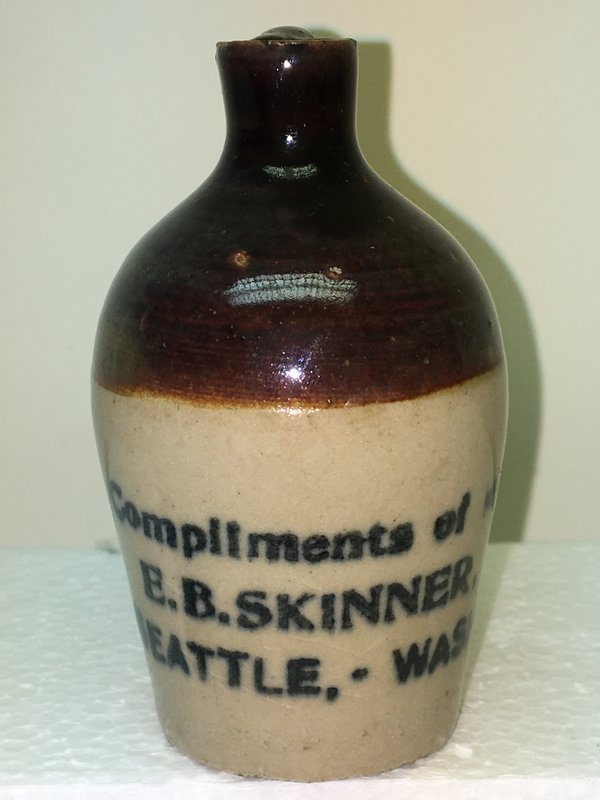 Compliments of
E.B.SKINNER,
SEATTLE,- WASH